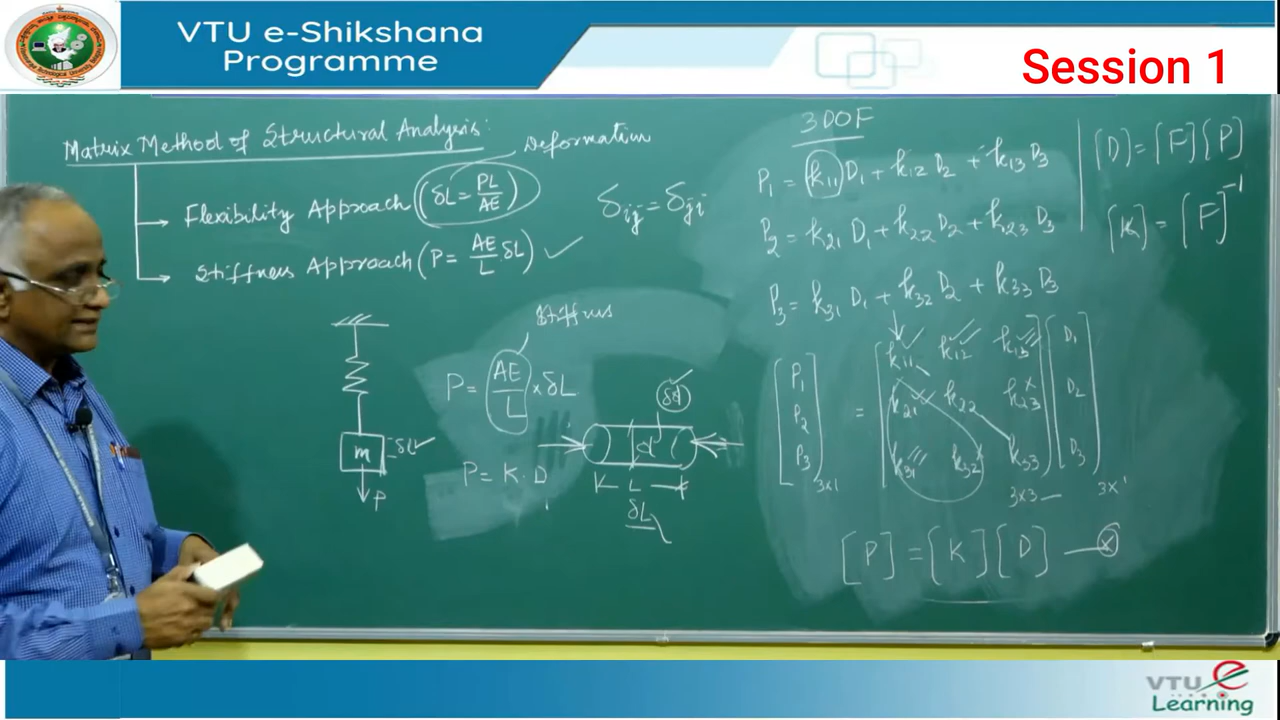 VTU e-Shikshana
Programme
Session 1
Matrix Method of Structural Analysis:
Deformation
Flexibility Approach (δL = PL/AE)
Stiffness Approach (P = AE/L δL) ✓
δij = δji
3DOF
P1 = k11 D1 + k12 D2 + k13 D3
P2 = k21 D1 + k22 D2 + k23 D3
P3 = k31 D1 + k32 D2 + k33 D3
[D] = [F][P]
[K] = [F]⁻¹
m
δL
P
Stiffness
P = AE/L × δL
P = K · D
δd
d
L
δL
P1 k11 k12 k13 D1
P2 = k21 k22 k23 D2
P3 k31 k32 k33 D3
3x1 3x3 3x1
[P] = [K][D]
VTU e
Learning